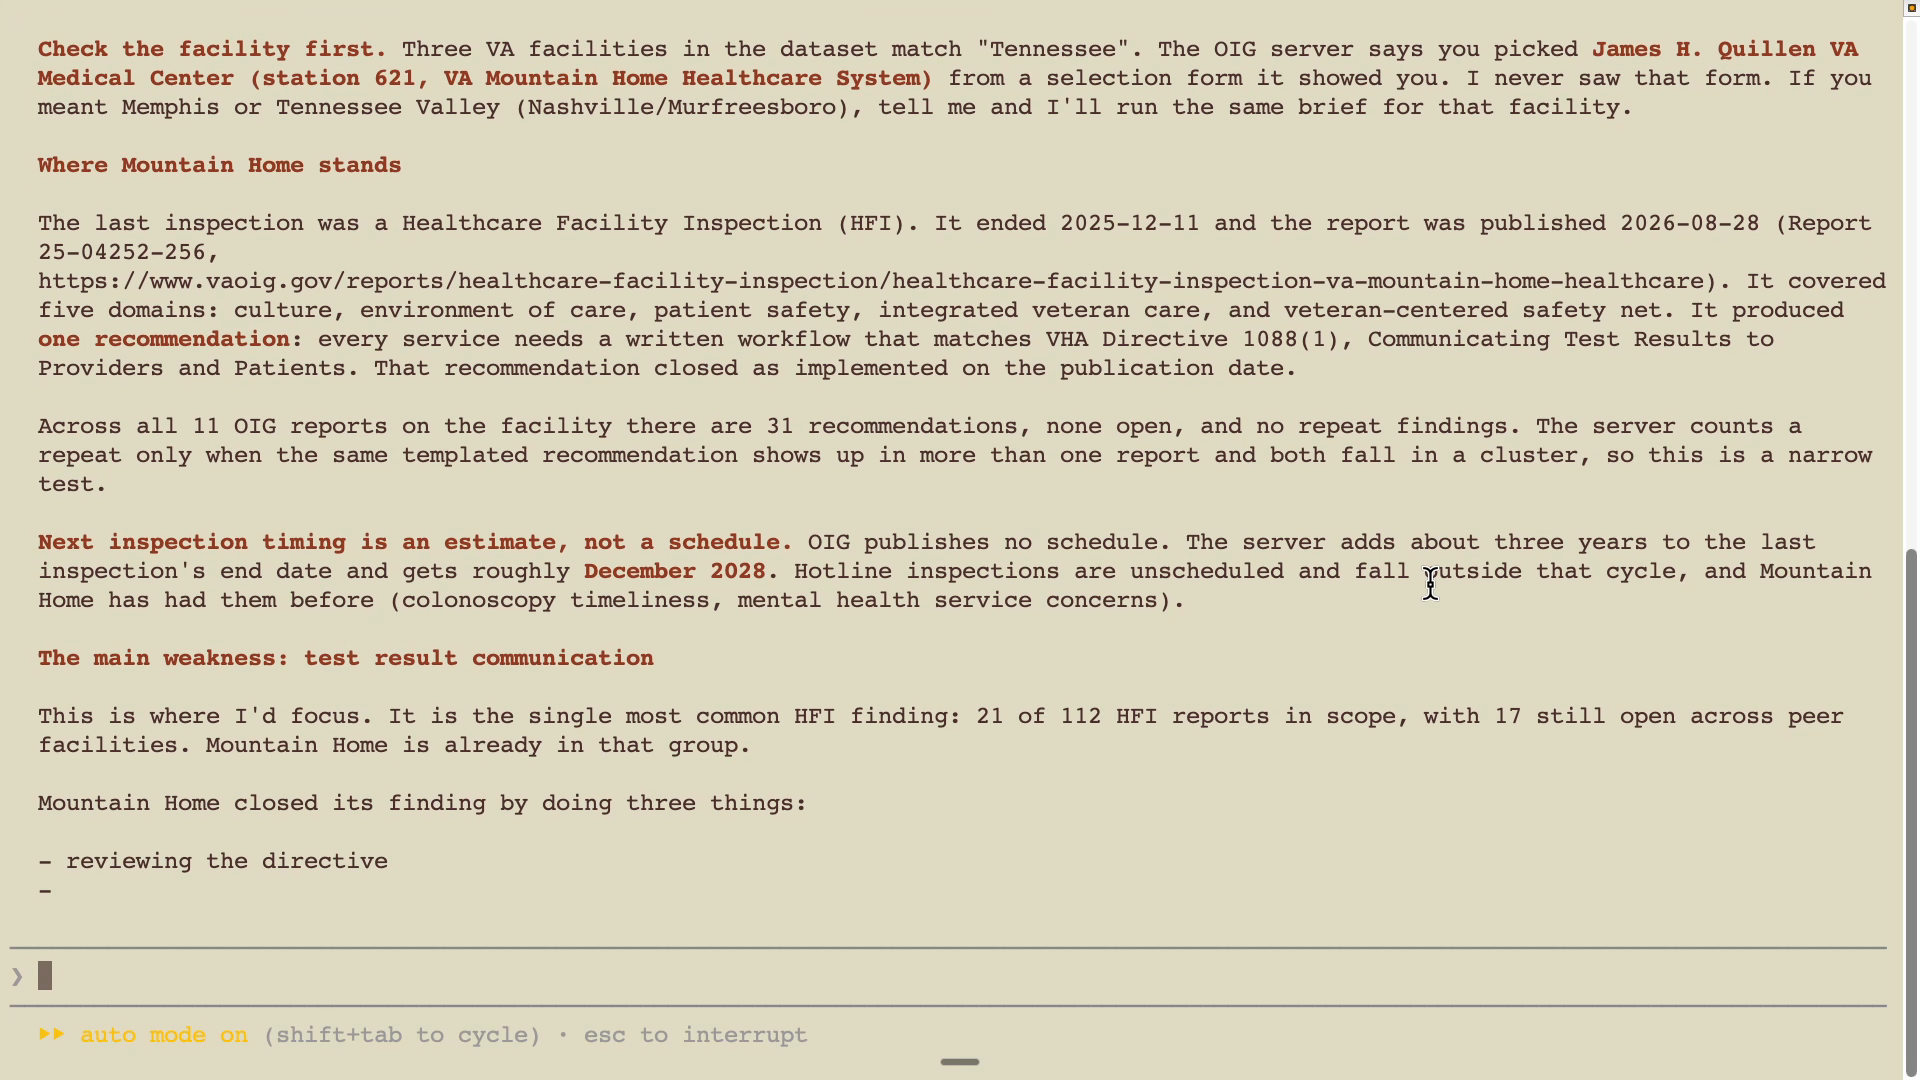 Check the facility first. Three VA facilities in the dataset match "Tennessee". The OIG server says you picked James H. Quillen VA
Medical Center (station 621, VA Mountain Home Healthcare System) from a selection form it showed you. I never saw that form. If you
meant Memphis or Tennessee Valley (Nashville/Murfreesboro), tell me and I'll run the same brief for that facility.
Where Mountain Home stands
The last inspection was a Healthcare Facility Inspection (HFI). It ended 2025-12-11 and the report was published 2026-08-28 (Report
25-04252-256,
https://www.vaoig.gov/reports/healthcare-facility-inspection/healthcare-facility-inspection-va-mountain-home-healthcare). It covered
five domains: culture, environment of care, patient safety, integrated veteran care, and veteran-centered safety net. It produced
one recommendation: every service needs a written workflow that matches VHA Directive 1088(1), Communicating Test Results to
Providers and Patients. That recommendation closed as implemented on the publication date.
Across all 11 OIG reports on the facility there are 31 recommendations, none open, and no repeat findings. The server counts a
repeat only when the same templated recommendation shows up in more than one report and both fall in a cluster, so this is a narrow
test.
Next inspection timing is an estimate, not a schedule. OIG publishes no schedule. The server adds about three years to the last
inspection's end date and gets roughly December 2028. Hotline inspections are unscheduled and fall outside that cycle, and Mountain
Home has had them before (colonoscopy timeliness, mental health service concerns).
The main weakness: test result communication
This is where I'd focus. It is the single most common HFI finding: 21 of 112 HFI reports in scope, with 17 still open across peer
facilities. Mountain Home is already in that group.
Mountain Home closed its finding by doing three things:
- reviewing the directive
-
❯
⏵⏵ auto mode on (shift+tab to cycle) · esc to interrupt